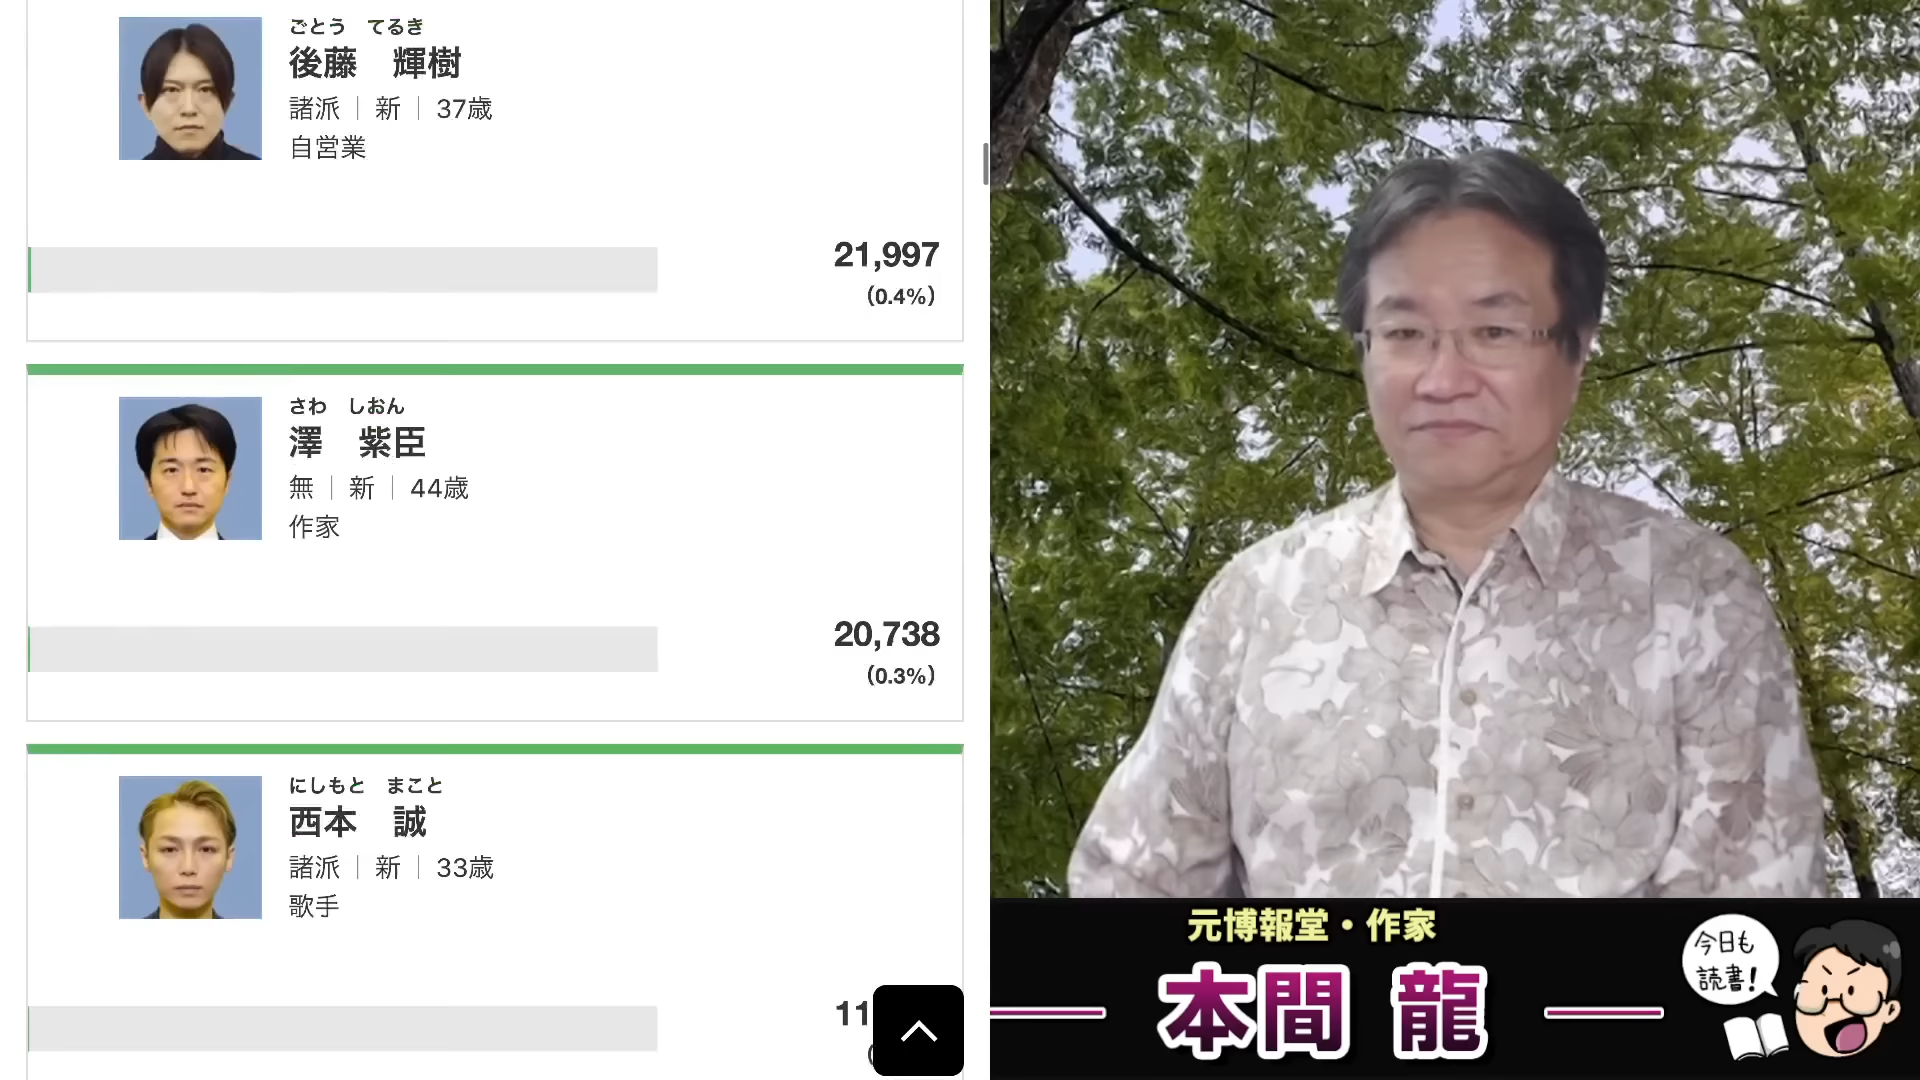 ごとう　てるき
後藤　輝樹
諸派｜新｜37歳
自営業
21,997
(0.4%)
さわ　しおん
澤　紫臣
無｜新｜44歳
作家
20,738
(0.3%)
にしもと　まこと
西本　誠
諸派｜新｜33歳
歌手
11
元博報堂・作家
本間 龍
今日も
読書!